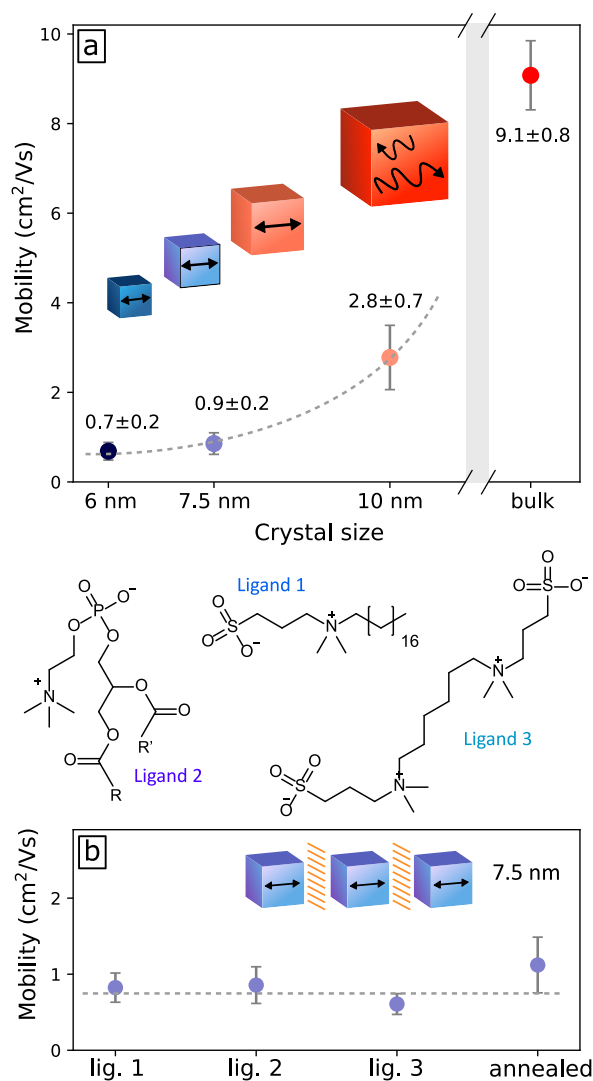 a
Mobility (cm²/Vs)
10
8
6
4
2
0
9.1±0.8
2.8±0.7
0.7±0.2
0.9±0.2
6 nm
7.5 nm
10 nm
bulk
Crystal size
Ligand 1
O
S
O
O⁻
N
+
16
Ligand 2
O
P
O⁻
O
O
N
+
O
O
O
O
R'
R
Ligand 3
O
S
O⁻
O
N
+
N
+
O
S
O
O⁻
b
7.5 nm
Mobility (cm²/Vs)
2
1
0
lig. 1
lig. 2
lig. 3
annealed